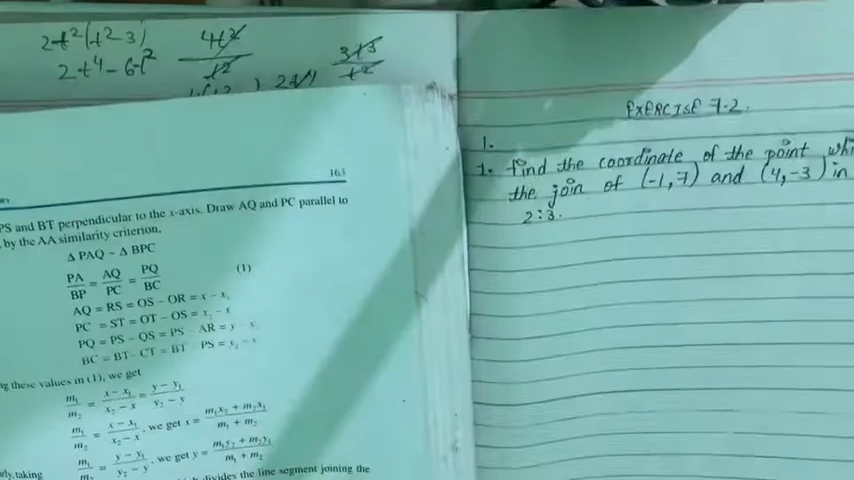 2t²(t²-3)
2t⁴-6t²
4t²
t²
3t3
t²
163
PS and BT perpendicular to the x-axis. Draw AQ and PC parallel to
by the AA similarity criterion,
Δ PAQ ~ Δ BPC
PA/BP = AQ/PC = PQ/BC (1)
AQ = RS = OS – OR = x – x₁
PC = ST = OT – OS = x₂ – x
PQ = PS – QS = PS – AR = y –
BC = BT – CT = BT – PS =
these values in (1), we get
m₁/m₂ = x – x₁/x₂ – x = y – y₁/y₂ – y
m₁/m₂ = x – x₁/x₂ – x, we get x = m₁x₂ + m₂x₁/m₁ + m₂
m₁/m₂ = y – y₁/y₂ – y, we get y = m₁y₂ + m₂y₁/m₁ + m₂
taking
divides the line segment joining the
EXERCISE 7.2.
1.
1. find the coordinate of the point
the join of (-1,7) and (4,-3) in
2:3.